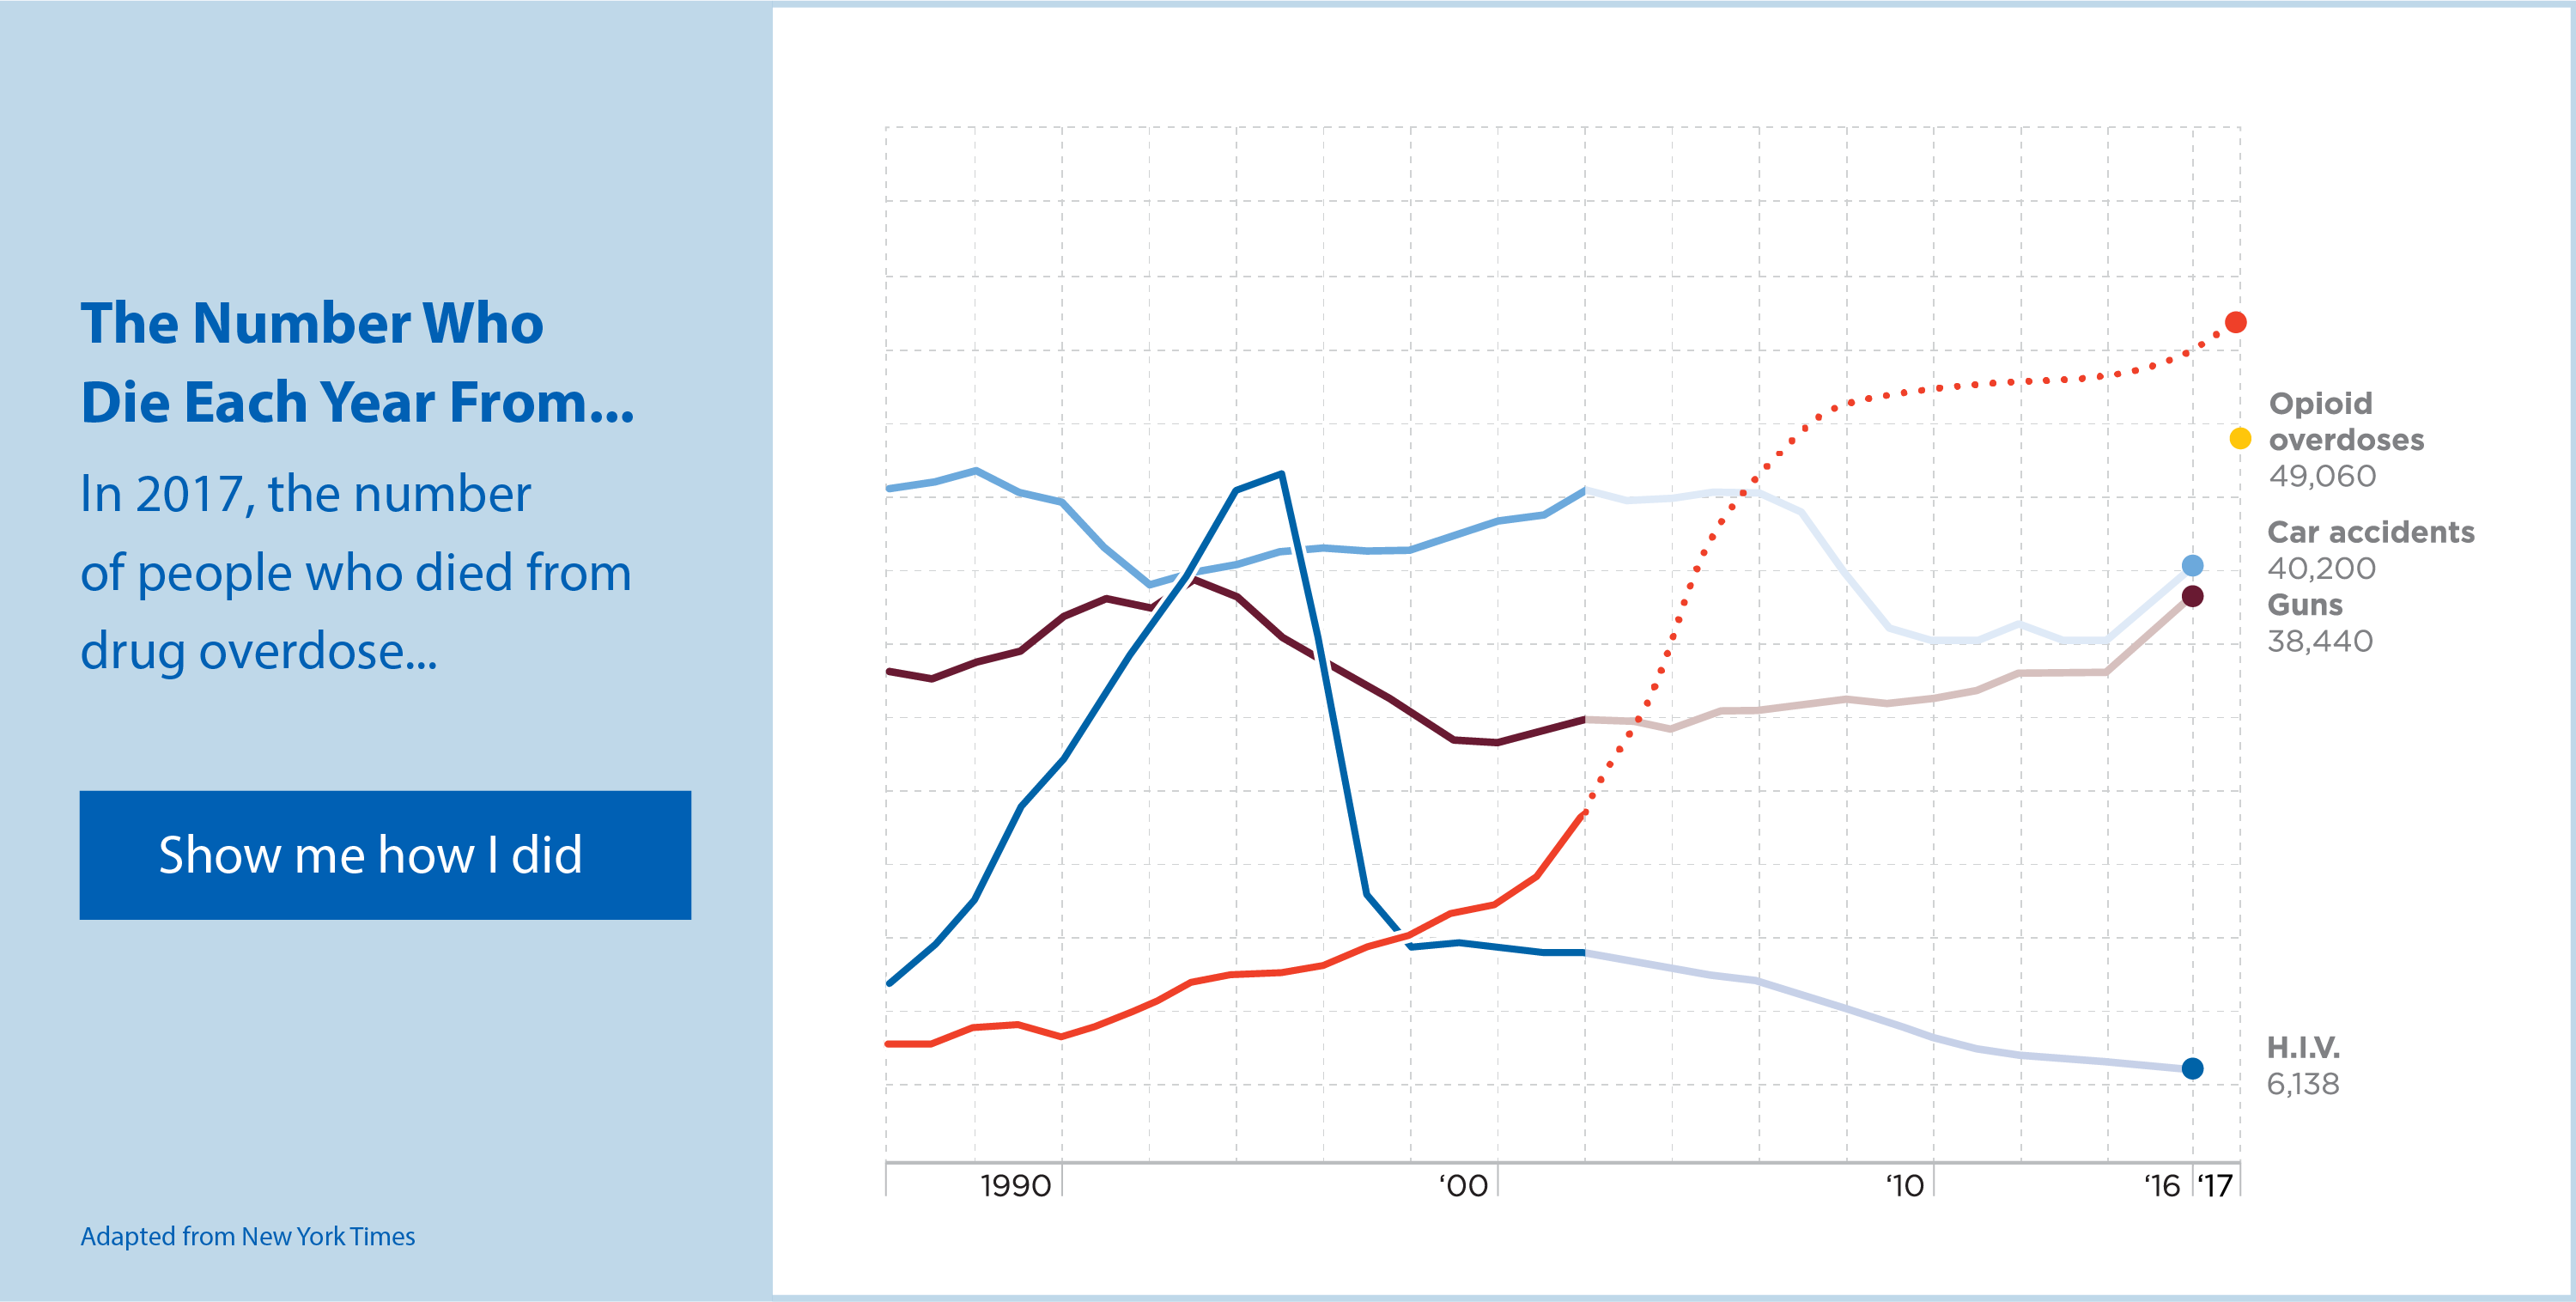 The Number Who
Die Each Year From...
In 2017, the number
of people who died from
drug overdose...
Show me how I did
Adapted from New York Times
Opioid
overdoses
49,060
Car accidents
40,200
Guns
38,440
H.I.V.
6,138
1990 ‘00 ‘10 ‘16 ‘17